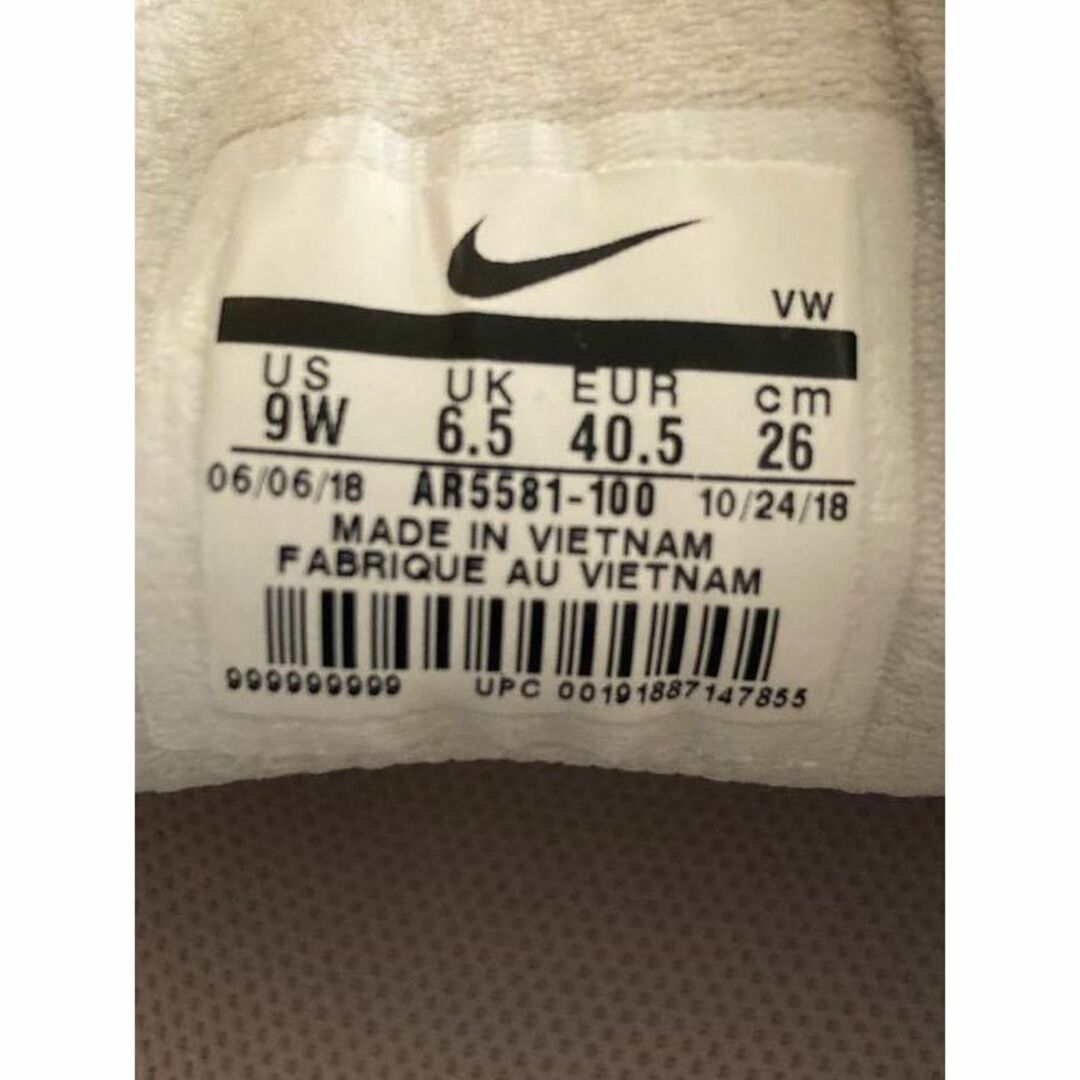 VW
US UK EUR cm
9W 6.5 40.5 26
06/06/18 AR5581-100 10/24/18
MADE IN VIETNAM
FABRIQUE AU VIETNAM
999999999 UPC 00191887147855